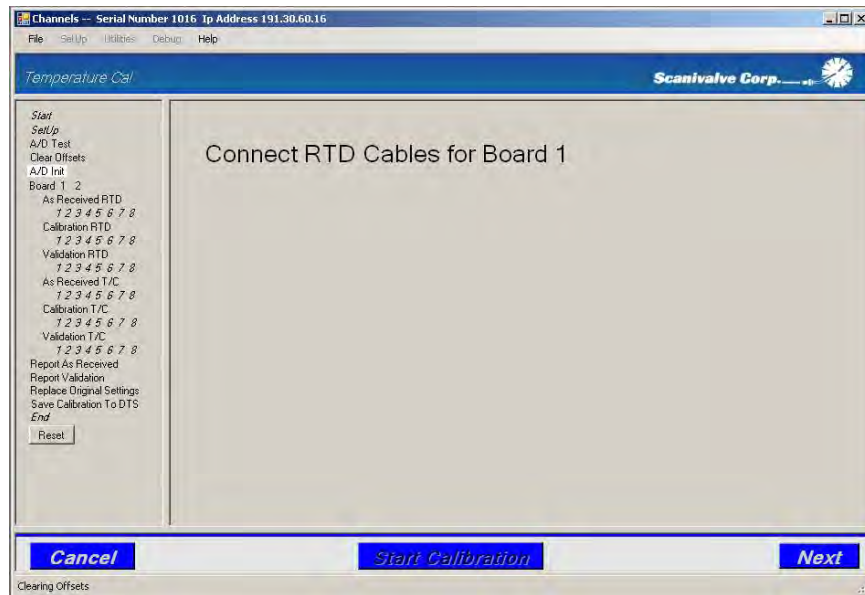 Channels -- Serial Number 1016 Ip Address 191.30.60.16
File SetUp Utilities Debug Help
Temperature Cal
Scanivalve Corp.
Start
SetUp
A/D Test
Clear Offsets
A/D Init
Board 1 2
As Received RTD
1 2 3 4 5 6 7 8
Calibration RTD
1 2 3 4 5 6 7 8
Validation RTD
1 2 3 4 5 6 7 8
As Received T/C
1 2 3 4 5 6 7 8
Calibration T/C
1 2 3 4 5 6 7 8
Validation T/C
1 2 3 4 5 6 7 8
Report As Received
Report Validation
Replace Original Settings
Save Calibration To DTS
End
Reset
Connect RTD Cables for Board 1
Cancel
Start Calibration
Next
Clearing Offsets